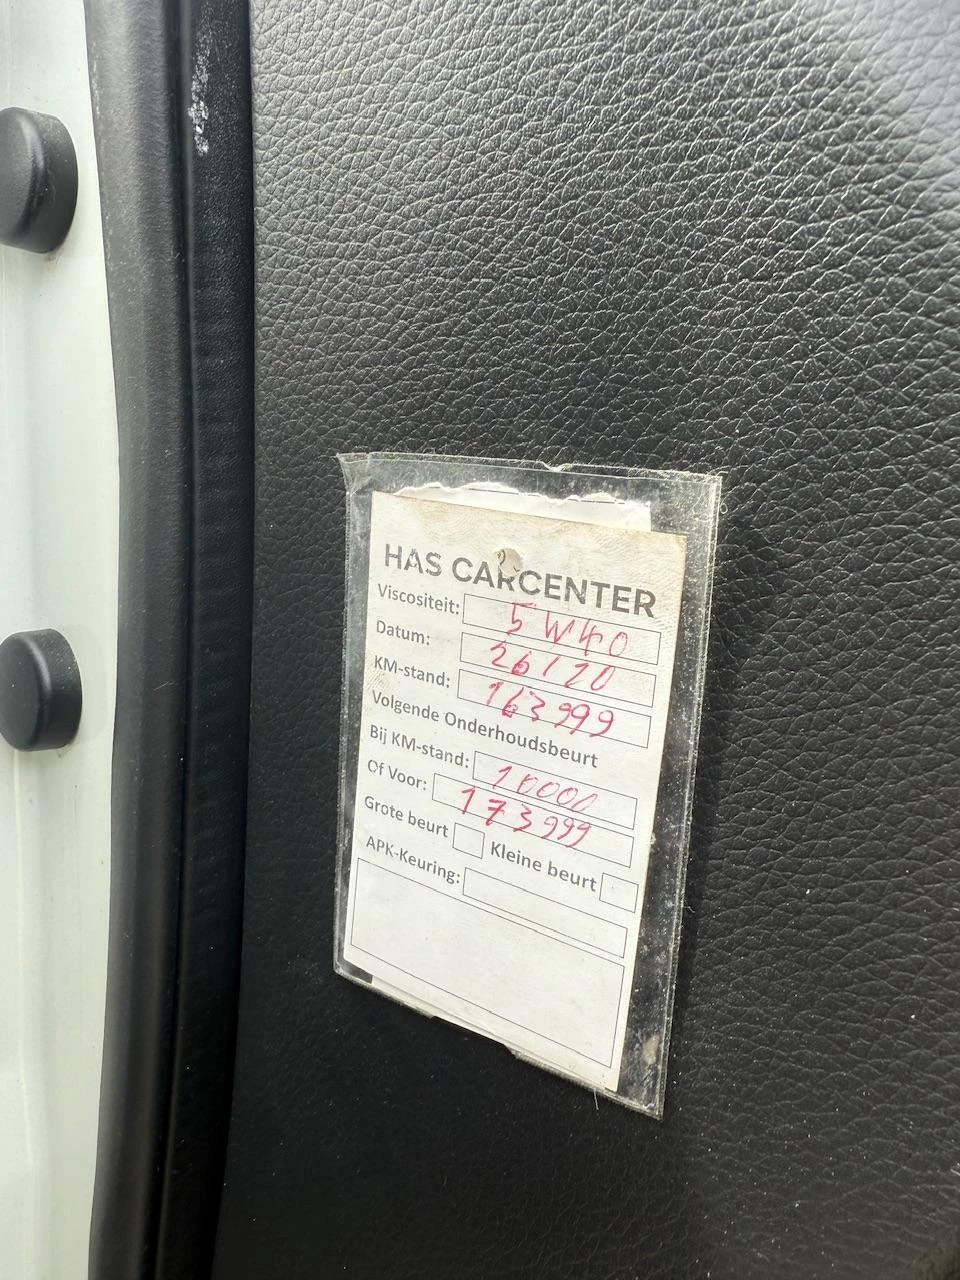 HAS CARCENTER
Viscositeit: 5W40
Datum: 26/20
KM-stand: 163999
Volgende Onderhoudsbeurt
Bij KM-stand: 10000
Of Voor: 173999
Grote beurt Kleine beurt
APK-Keuring: